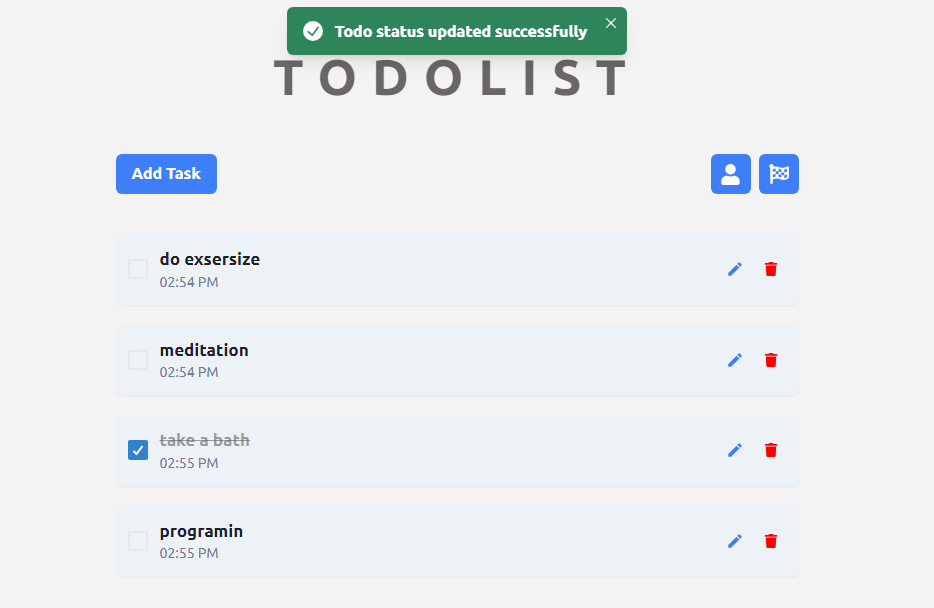 Todo status updated successfully
TODOLIST
Add Task
do exsersize
02:54 PM
meditation
02:54 PM
take a bath
02:55 PM
programin
02:55 PM